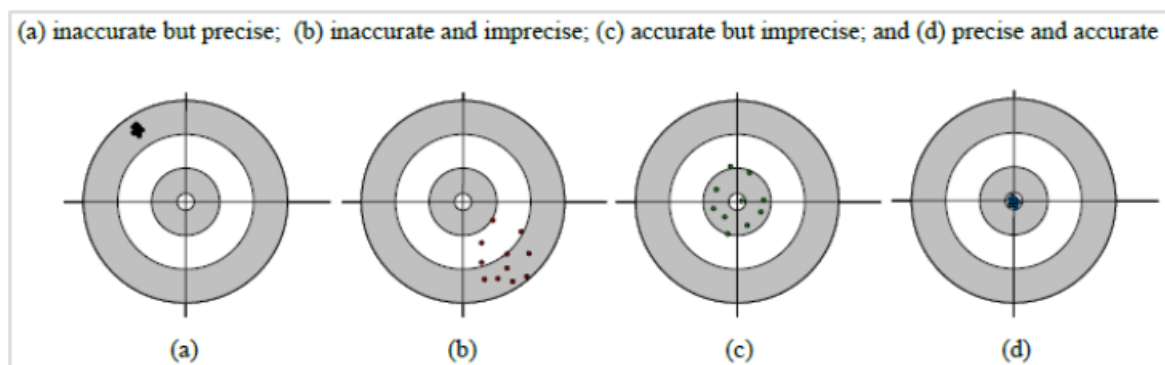 (a) inaccurate but precise; (b) inaccurate and imprecise; (c) accurate but imprecise; and (d) precise and accurate
(a) (b) (c) (d)